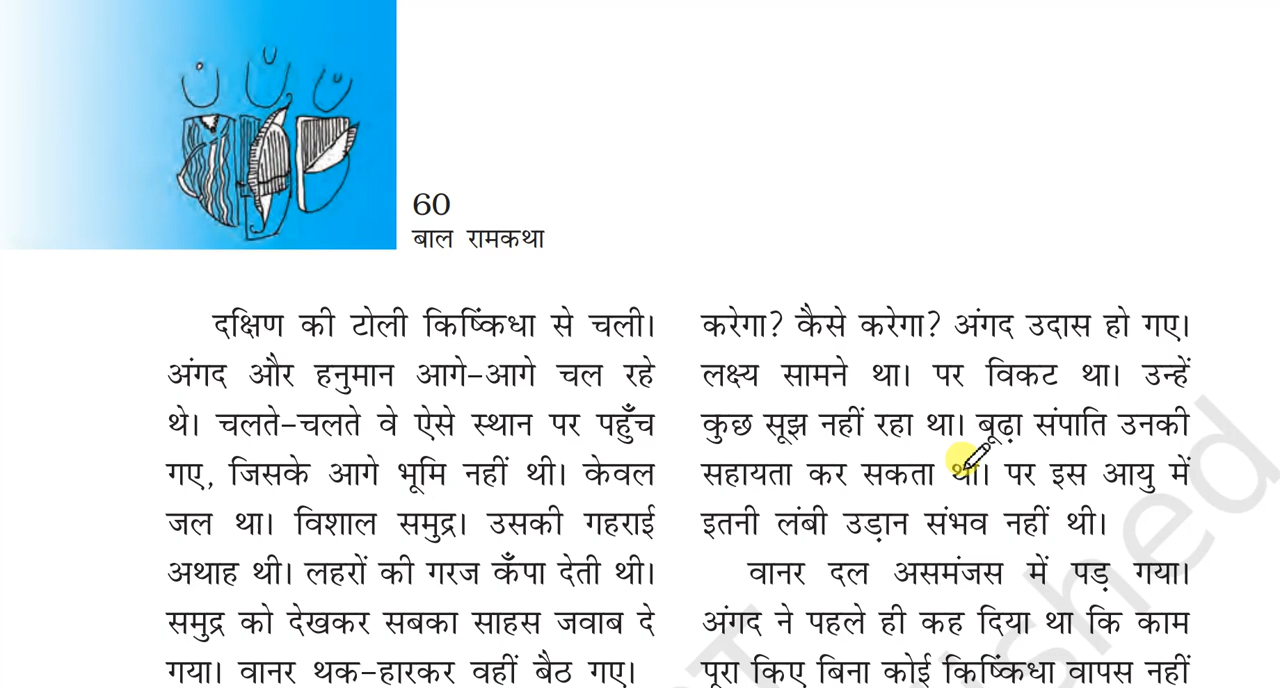 60
बाल रामकथा
दक्षिण की टोली किष्किंधा से चली।
अंगद और हनुमान आगे-आगे चल रहे
थे। चलते-चलते वे ऐसे स्थान पर पहुँच
गए, जिसके आगे भूमि नहीं थी। केवल
जल था। विशाल समुद्र। उसकी गहराई
अथाह थी। लहरों की गरज कँपा देती थी।
समुद्र को देखकर सबका साहस जवाब दे
गया। वानर थक-हारकर वहीं बैठ गए।
करेगा? कैसे करेगा? अंगद उदास हो गए।
लक्ष्य सामने था। पर विकट था। उन्हें
कुछ सूझ नहीं रहा था। बूढ़ा संपाति उनकी
सहायता कर सकता था। पर इस आयु में
इतनी लंबी उड़ान संभव नहीं थी।
वानर दल असमंजस में पड़ गया।
अंगद ने पहले ही कह दिया था कि काम
पूरा किए बिना कोई किष्किंधा वापस नहीं